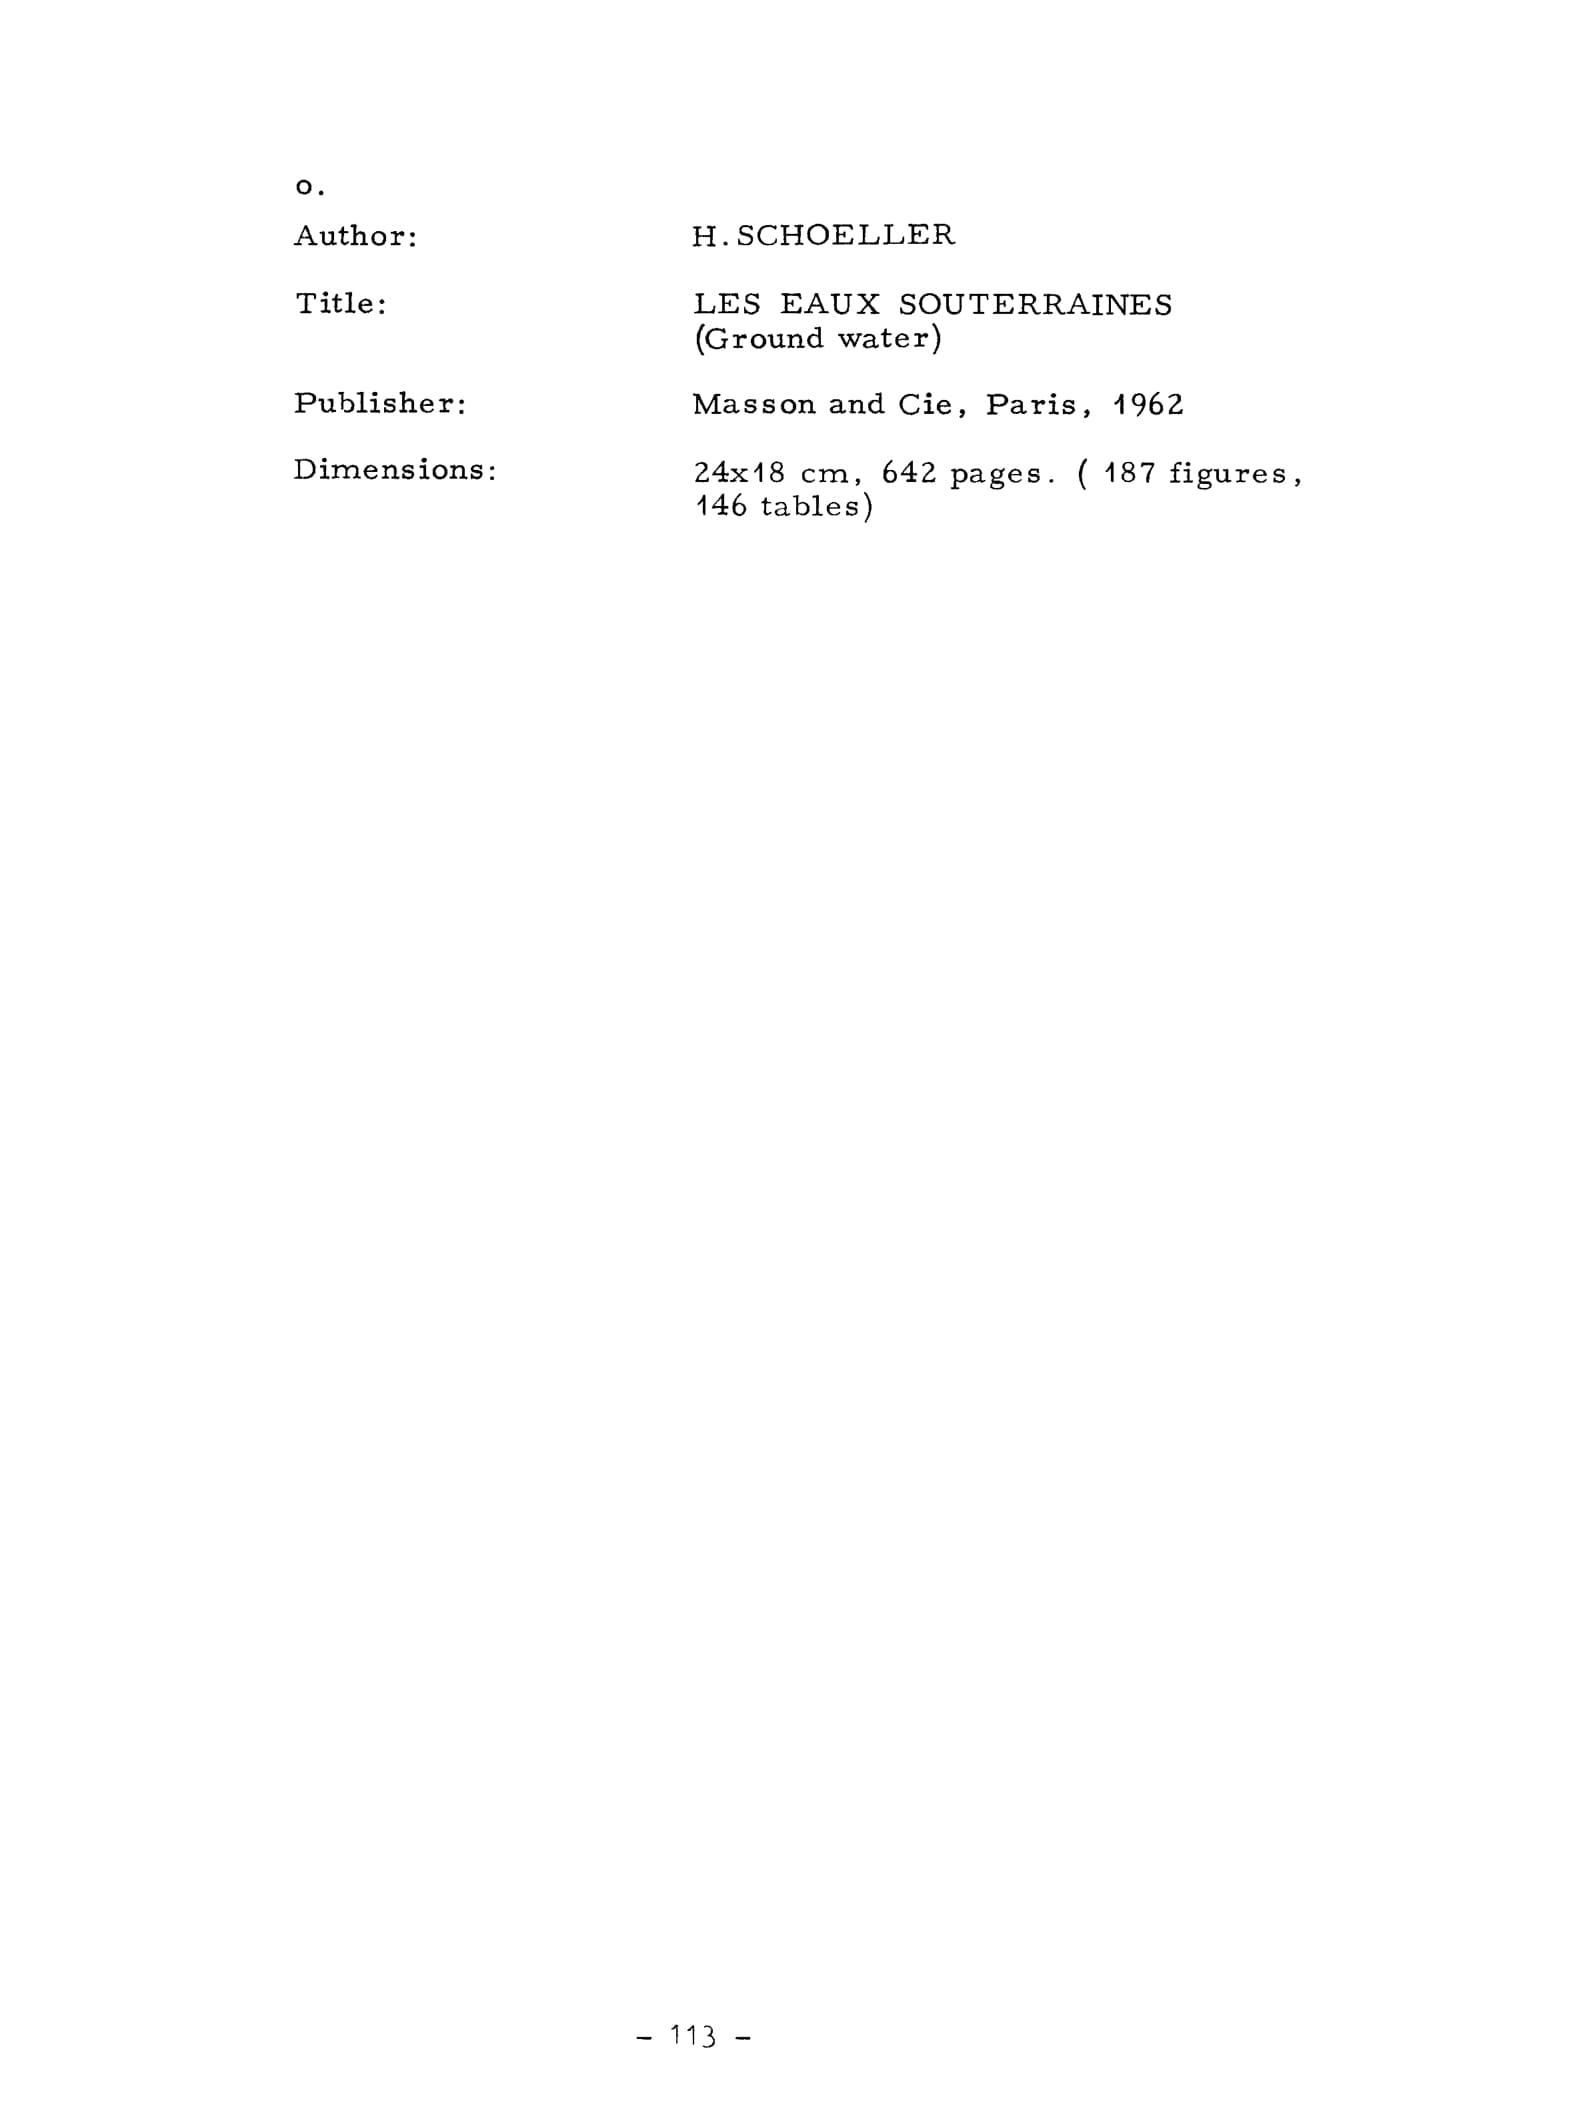 o.
Author: H.SCHOELLER
Title: LES EAUX SOUTERRAINES
(Ground water)
Publisher: Masson and Cie, Paris, 1962
Dimensions: 24x18 cm, 642 pages. ( 187 figures,
146 tables)
- 113 -